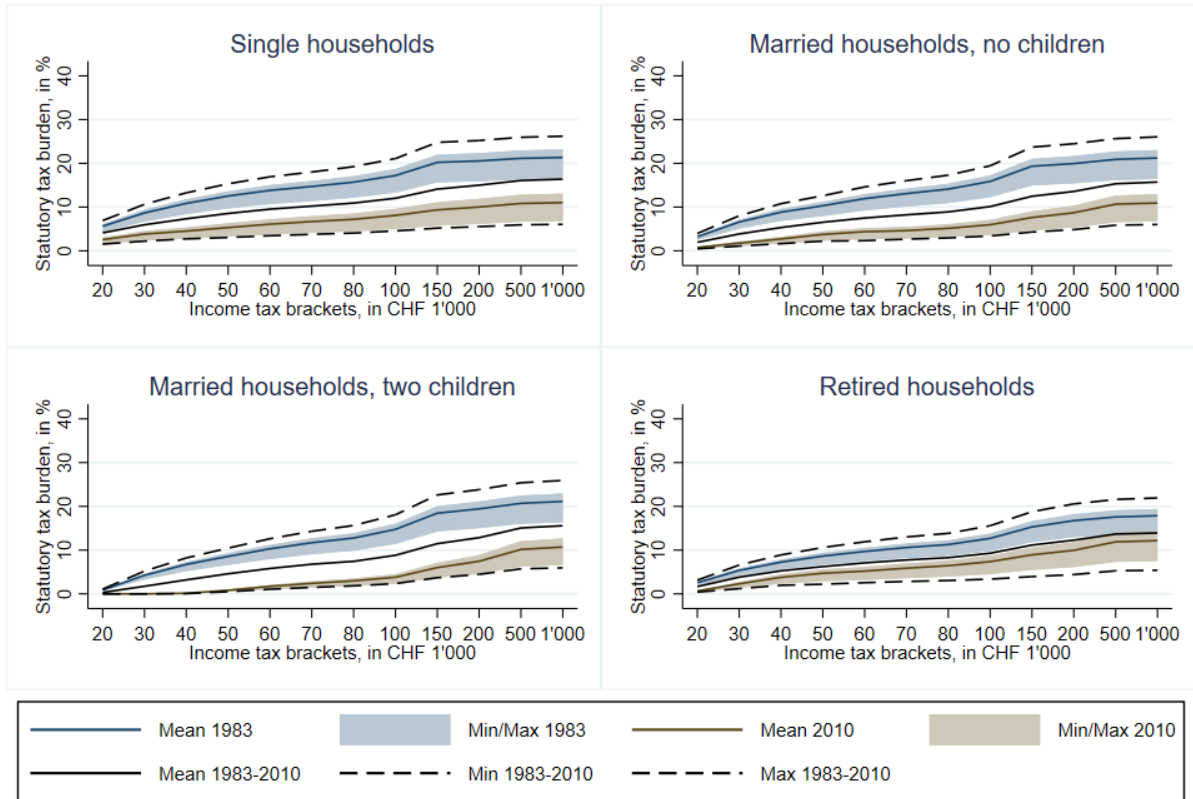 Single households
Statutory tax burden, in %
40
30
20
10
0
20 30 40 50 60 70 80 100 150 200 500 1'000
Income tax brackets, in CHF 1'000
Married households, no children
Statutory tax burden, in %
40
30
20
10
0
20 30 40 50 60 70 80 100 150 200 500 1'000
Income tax brackets, in CHF 1'000
Married households, two children
Statutory tax burden, in %
40
30
20
10
0
20 30 40 50 60 70 80 100 150 200 500 1'000
Income tax brackets, in CHF 1'000
Retired households
Statutory tax burden, in %
40
30
20
10
0
20 30 40 50 60 70 80 100 150 200 500 1'000
Income tax brackets, in CHF 1'000
Mean 1983 Min/Max 1983 Mean 2010 Min/Max 2010
Mean 1983-2010 Min 1983-2010 Max 1983-2010